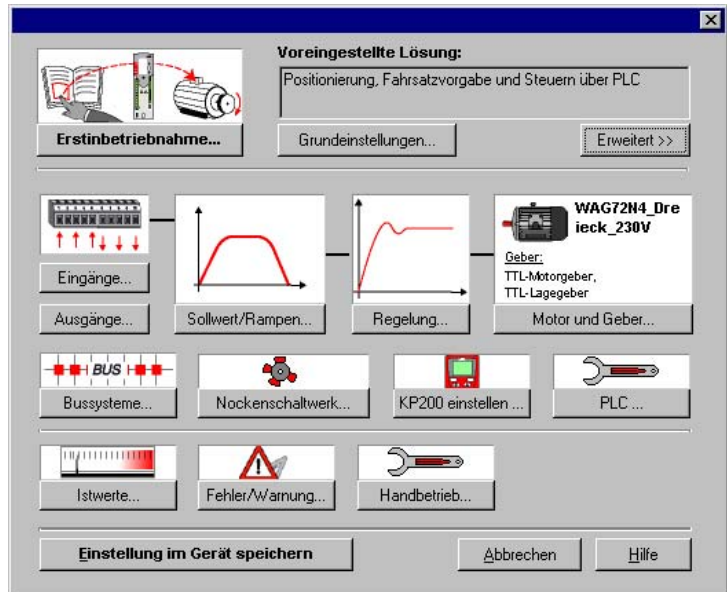 Voreingestellte Lösung:
Positionierung, Fahrsatzvorgabe und Steuern über PLC
Erstinbetriebnahme...
Grundeinstellungen...
Erweitert >>
WAG72N4_Dre
ieck_230V
Geber:
TTL-Motorgeber,
TTL-Lagegeber
Eingänge...
Ausgänge...
Sollwert/Rampen...
Regelung...
Motor und Geber...
BUS
Bussysteme...
Nockenschaltwerk...
KP200 einstellen ...
PLC ...
Istwerte...
Fehler/Warnung...
Handbetrieb...
Einstellung im Gerät speichern
Abbrechen
Hilfe